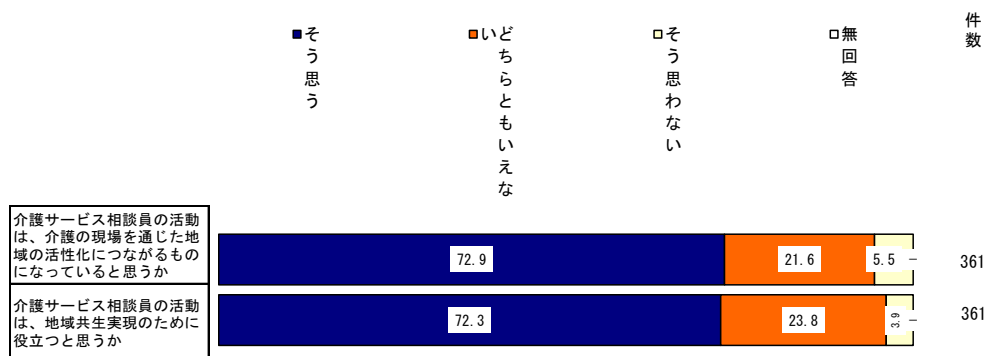 ■そう思う
■どちらともいえない
□そう思わない
□無回答
件数
介護サービス相談員の活動
は、介護の現場を通じた地
域の活性化につながるもの
になっていると思うか
72.9
21.6
5.5
-
361
介護サービス相談員の活動
は、地域共生実現のために
役立つと思うか
72.3
23.8
3.9
-
361